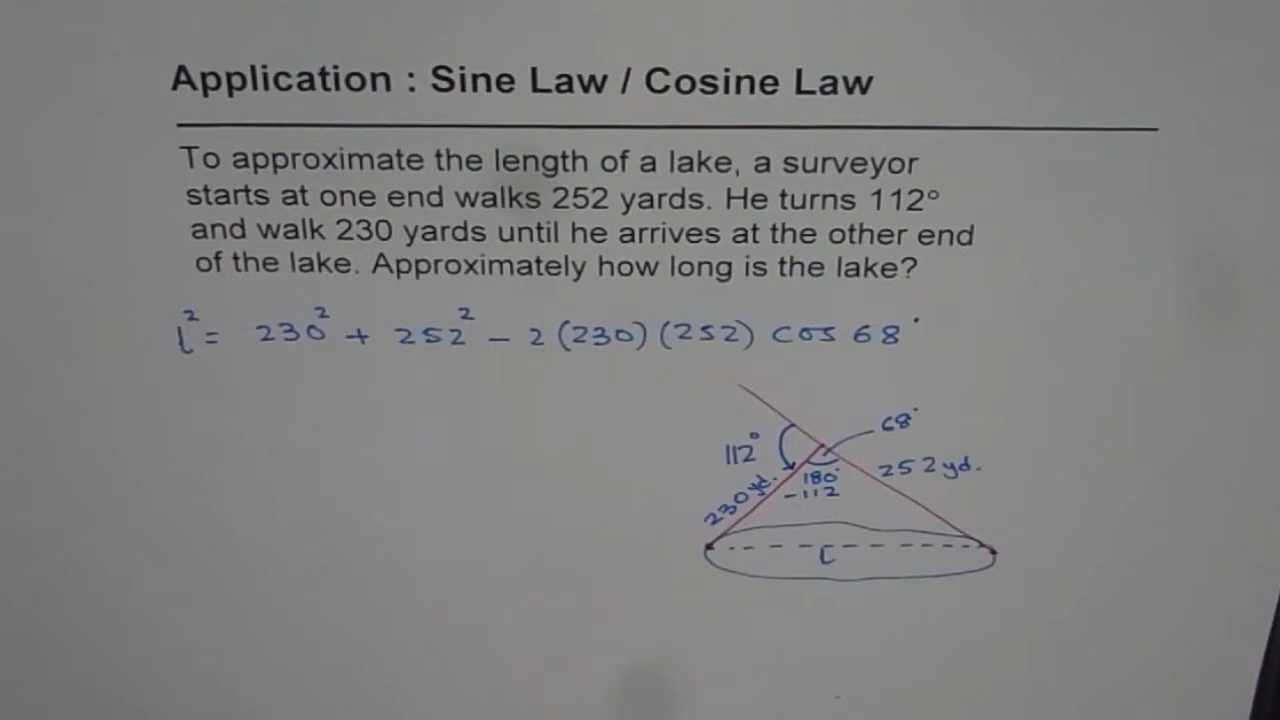 Application : Sine Law / Cosine Law
To approximate the length of a lake, a surveyor
starts at one end walks 252 yards. He turns 112°
and walk 230 yards until he arrives at the other end
of the lake. Approximately how long is the lake?
l² = 230² + 252² - 2 (230) (252) cos 68°
68°
112°
252 yd.
230 yd.
180°
-112
l